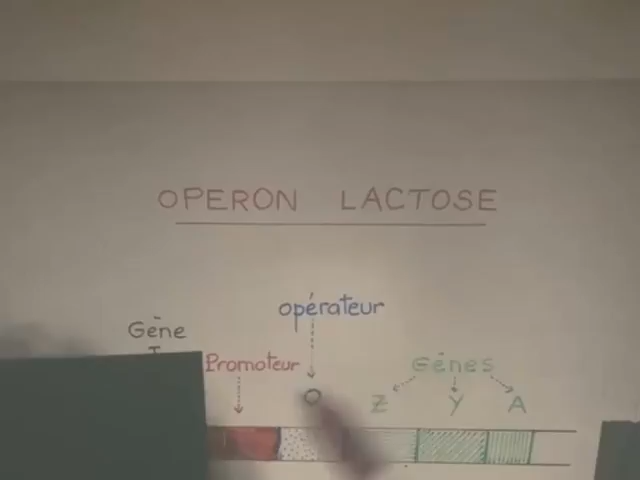 OPERON LACTOSE
opérateur
Gène
I
Promoteur
Gènes
O
Z
Y
A